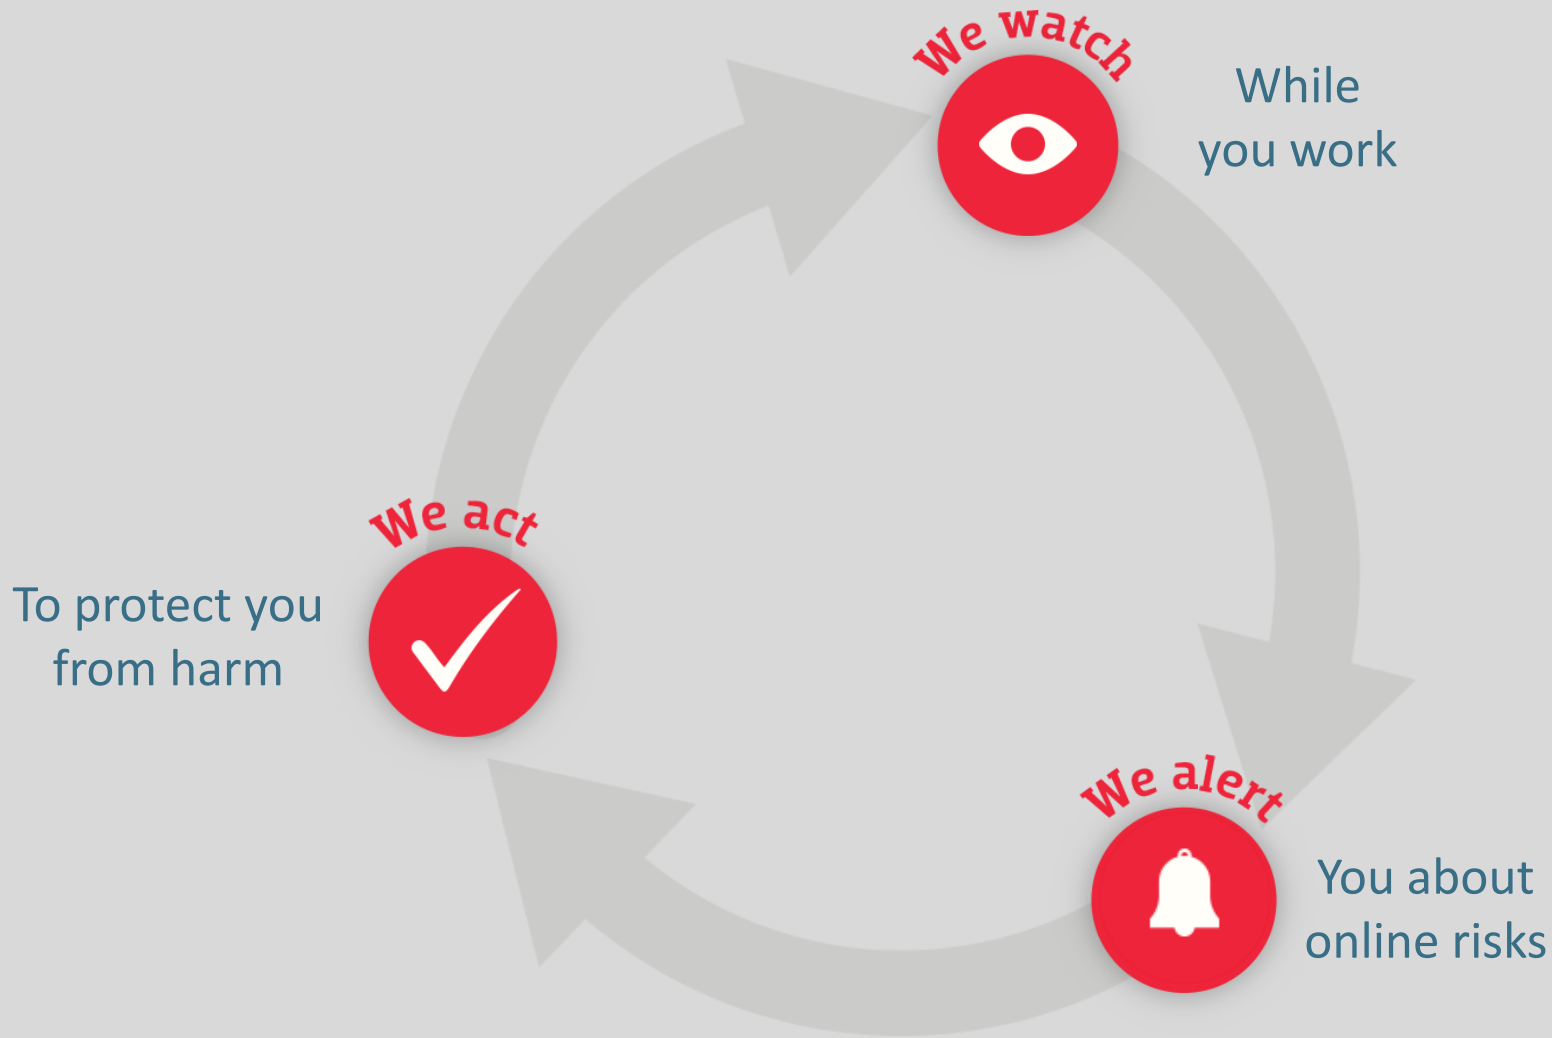 We watch
While
you work
We alert
You about
online risks
We act
To protect you
from harm